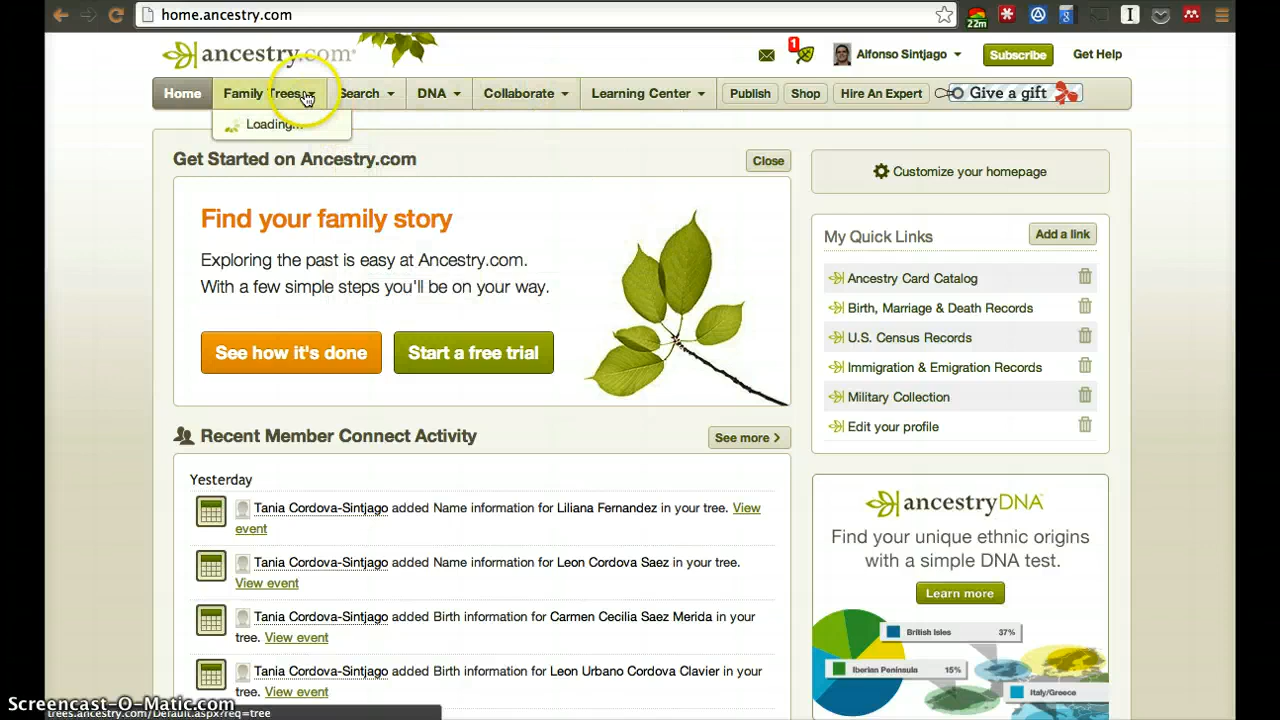 home.ancestry.com
22m
ancestry.com
1
Alfonso Sintjago
Subscribe
Get Help
Home
Family Trees
Search
DNA
Collaborate
Learning Center
Publish
Shop
Hire An Expert
Give a gift
Loading...
Get Started on Ancestry.com
Close
Find your family story
Exploring the past is easy at Ancestry.com.
With a few simple steps you'll be on your way.
See how it's done
Start a free trial
Customize your homepage
My Quick Links
Add a link
Ancestry Card Catalog
Birth, Marriage & Death Records
U.S. Census Records
Immigration & Emigration Records
Military Collection
Edit your profile
Recent Member Connect Activity
See more
Yesterday
Tania Cordova-Sintjago added Name information for Liliana Fernandez in your tree. View
event
Tania Cordova-Sintjago added Name information for Leon Cordova Saez in your tree.
View event
Tania Cordova-Sintjago added Birth information for Carmen Cecilia Saez Merida in your
tree. View event
Tania Cordova-Sintjago added Birth information for Leon Urbano Cordova Clavier in your
tree. View event
ancestryDNA
Find your unique ethnic origins
with a simple DNA test.
Learn more
British Isles 37%
Iberian Peninsula 15%
Italy/Greece
Screencast-O-Matic.com
trees.ancestry.com/Default.aspx?req=tree